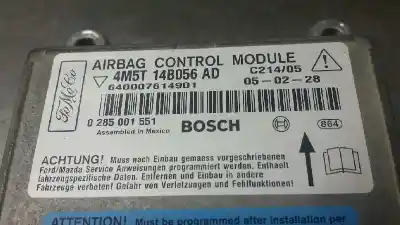 AIRBAG CONTROL MODULE
4M5T 14B056 AD C214/05
640007614901 05-02-28
FoMoCo
0 285 001 551
Assembled in Mexico BOSCH 864
ACHTUNG! Muss nach Einbau gemaess vorgeschriebenen
Ford/Mazda Service Anweisungen programmiert werden. Enthaelt
fahrzeugspezifische Daten. Entfernen und Einbau in andere
Fahrzeuge verboten! Gefahr von Verletzungen und Fehlfunktionen!
ATTENTION! Must be programmed after installation per